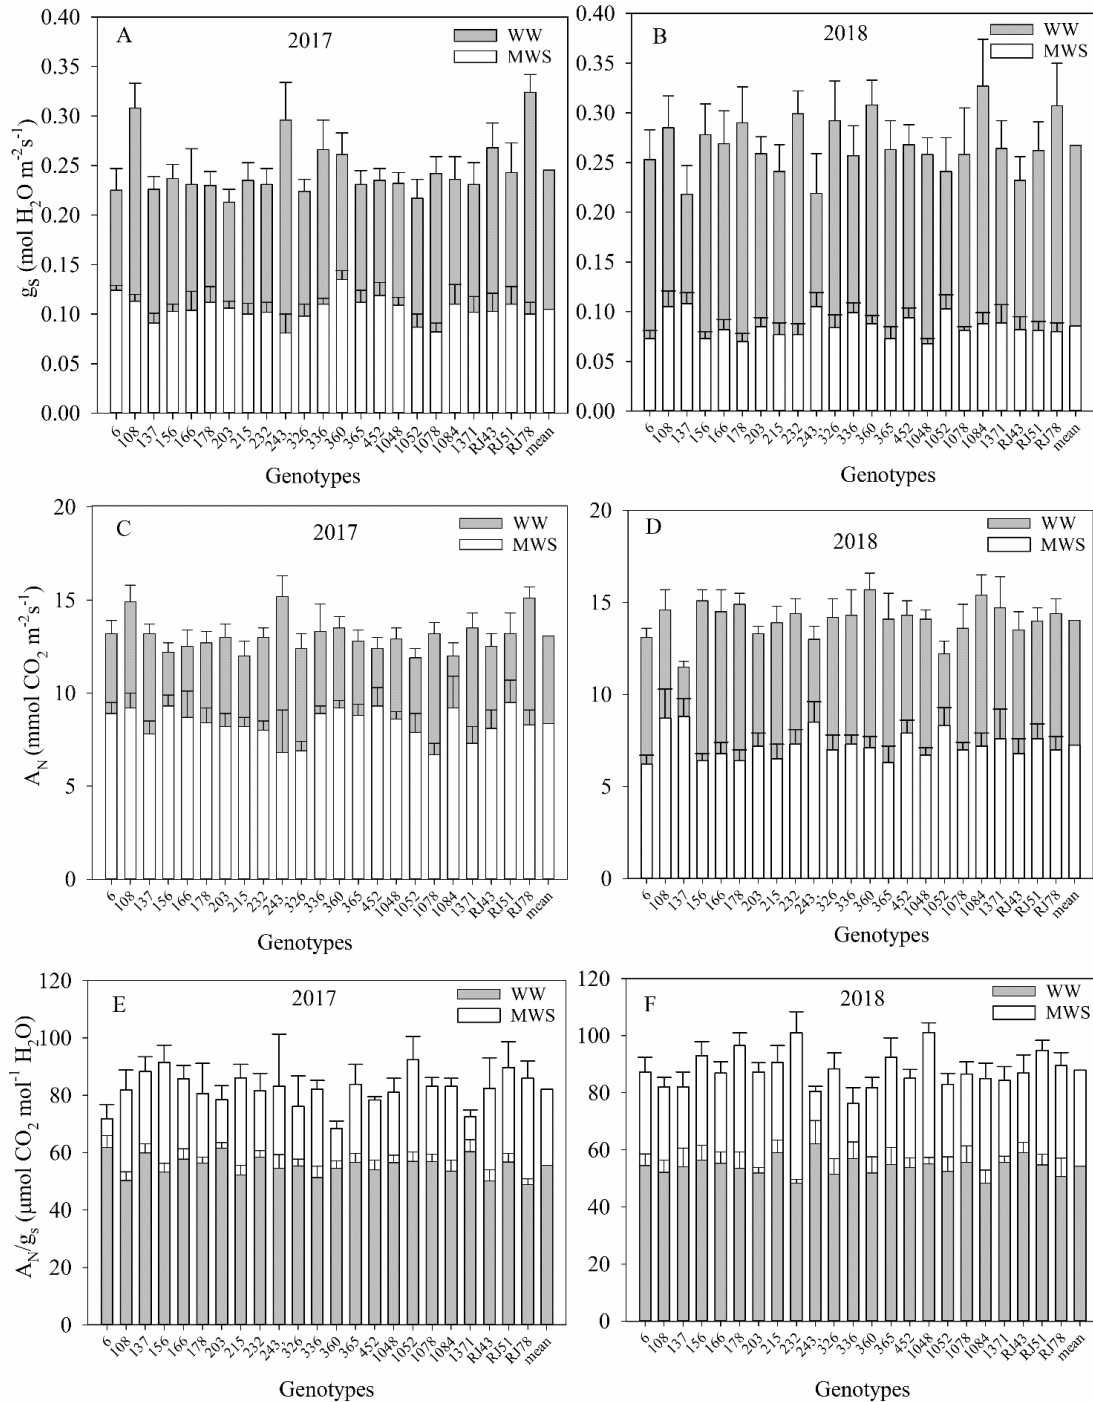 A
2017
WW
MWS
0.40
0.35
0.30
0.25
0.20
0.15
0.10
0.05
0.00
gS (mol H2O m-2s-1)
6 108 137 156 166 178 203 215 232 243 326 336 360 365 452 1048 1052 1078 1084 1371 RJ43 RJ51 RJ78 mean
Genotypes
B
2018
WW
MWS
0.40
0.35
0.30
0.25
0.20
0.15
0.10
0.05
0.00
6 108 137 156 166 178 203 215 232 243 326 336 360 365 452 1048 1052 1078 1084 1371 RJ43 RJ51 RJ78 mean
Genotypes
C
2017
WW
MWS
20
15
10
5
0
AN (mmol CO2 m-2s-1)
6 108 137 156 166 178 203 215 232 243 326 336 360 365 452 1048 1052 1078 1084 1371 RJ43 RJ51 RJ78 mean
Genotypes
D
2018
WW
MWS
20
15
10
5
0
6 108 137 156 166 178 203 215 232 243 326 336 360 365 452 1048 1052 1078 1084 1371 RJ43 RJ51 RJ78 mean
Genotypes
E
2017
WW
MWS
120
100
80
60
40
20
0
AN/gs (µmol CO2 mol-1 H2O)
6 108 137 156 166 178 203 215 232 243 326 336 360 365 452 1048 1052 1078 1084 1371 RJ43 RJ51 RJ78 mean
Genotypes
F
2018
WW
MWS
120
100
80
60
40
20
0
6 108 137 156 166 178 203 215 232 243 326 336 360 365 452 1048 1052 1078 1084 1371 RJ43 RJ51 RJ78 mean
Genotypes